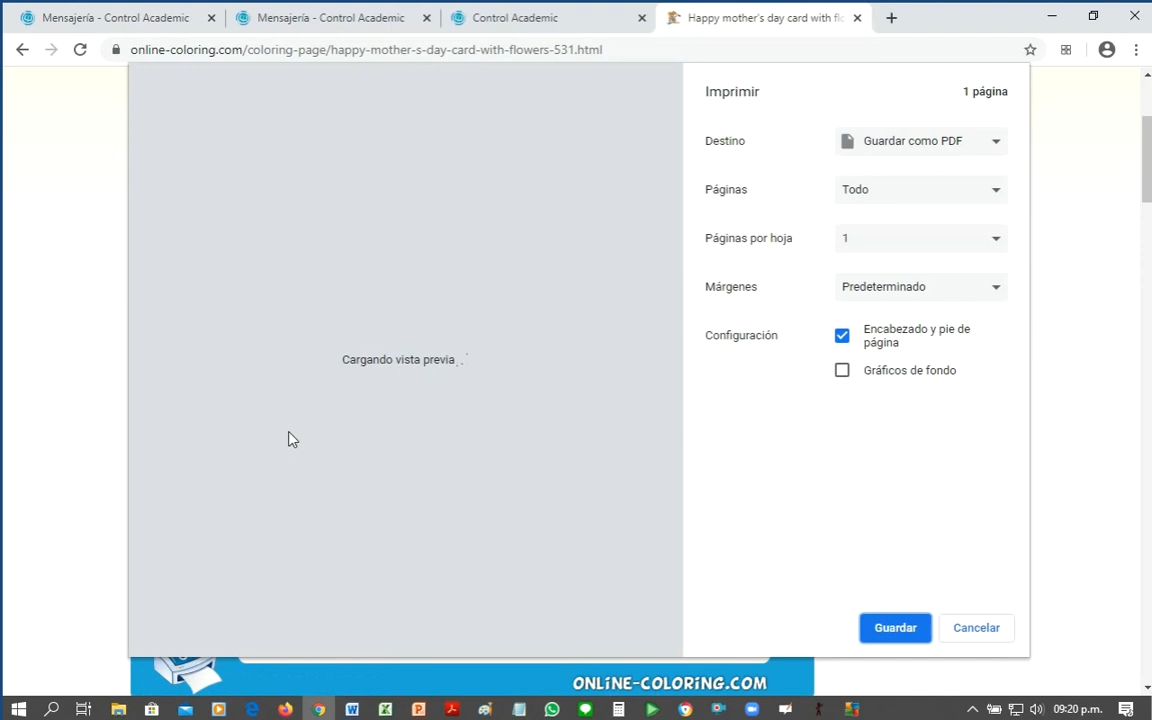 Mensajería - Control Academic
Mensajería - Control Academic
Control Academic
Happy mother's day card with fl
online-coloring.com/coloring-page/happy-mother-s-day-card-with-flowers-531.html
Imprimir
1 página
Destino
Guardar como PDF
Páginas
Todo
Páginas por hoja
1
Márgenes
Predeterminado
Configuración
Encabezado y pie de
página
Gráficos de fondo
Cargando vista previa...
Guardar
Cancelar
ONLINE-COLORING.COM
09:20 p.m.